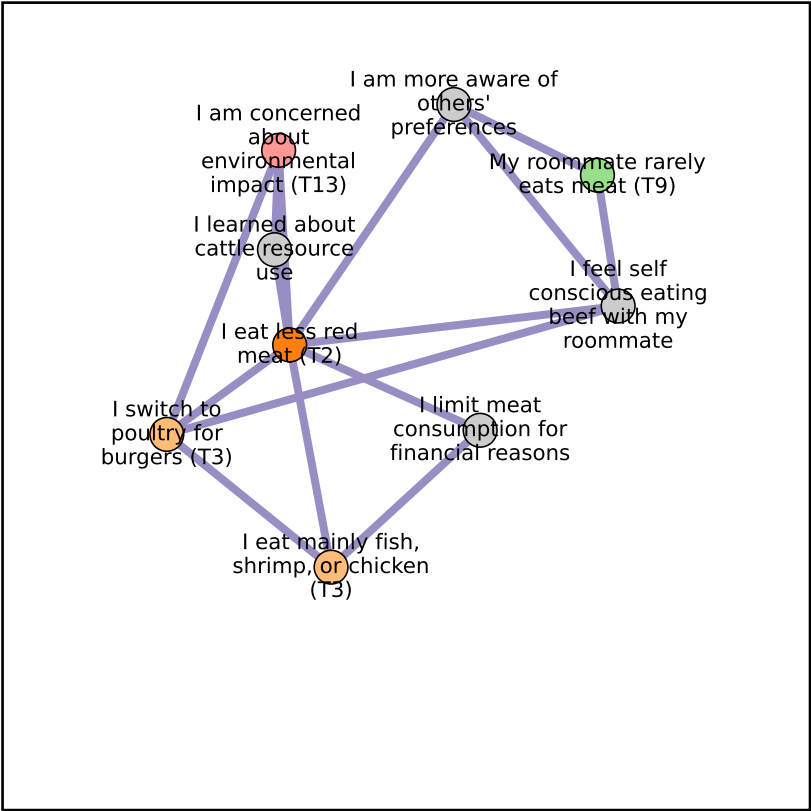 I am more aware of
others'
preferences
I am concerned
about
environmental
impact (T13)
My roommate rarely
eats meat (T9)
I learned about
cattle resource
use
I feel self
conscious eating
beef with my
roommate
I eat less red
meat (T2)
I limit meat
consumption for
financial reasons
I switch to
poultry for
burgers (T3)
I eat mainly fish,
shrimp, or chicken
(T3)